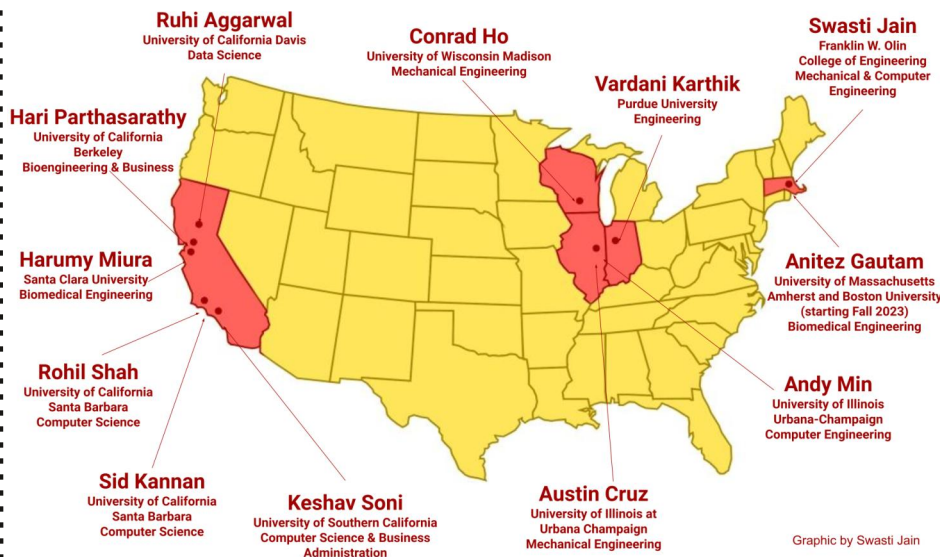 Ruhi Aggarwal
University of California Davis
Data Science
Conrad Ho
University of Wisconsin Madison
Mechanical Engineering
Swasti Jain
Franklin W. Olin
College of Engineering
Mechanical & Computer
Engineering
Vardani Karthik
Purdue University
Engineering
Hari Parthasarathy
University of California
Berkeley
Bioengineering & Business
Harumy Miura
Santa Clara University
Biomedical Engineering
Anitez Gautam
University of Massachusetts
Amherst and Boston University
(starting Fall 2023)
Biomedical Engineering
Rohil Shah
University of California
Santa Barbara
Computer Science
Andy Min
University of Illinois
Urbana-Champaign
Computer Engineering
Sid Kannan
University of California
Santa Barbara
Computer Science
Keshav Soni
University of Southern California
Computer Science & Business
Administration
Austin Cruz
University of Illinois at
Urbana Champaign
Mechanical Engineering
Graphic by Swasti Jain